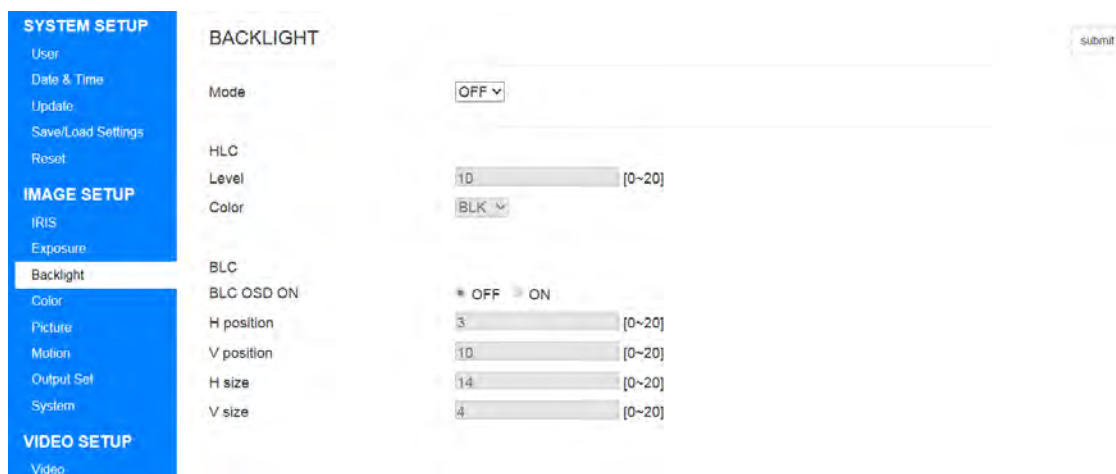 SYSTEM SETUP
User
Date & Time
Update
Save/Load Settings
Reset
IMAGE SETUP
IRIS
Exposure
Backlight
Color
Picture
Motion
Output Set
System
VIDEO SETUP
Video
BACKLIGHT
submit
Mode OFF
HLC
Level 10 [0~20]
Color BLK
BLC
BLC OSD ON OFF ON
H position 3 [0~20]
V position 10 [0~20]
H size 14 [0~20]
V size 4 [0~20]